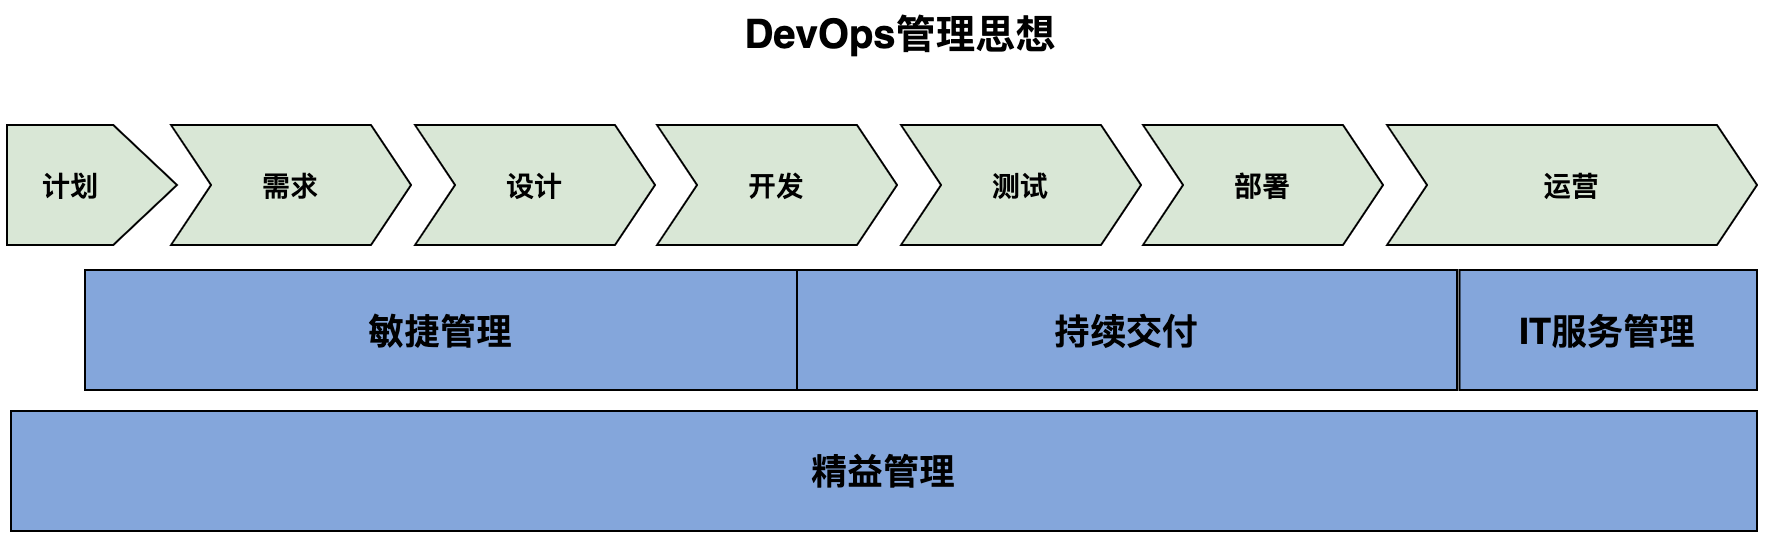 DevOps管理思想
计划
需求
设计
开发
测试
部署
运营
敏捷管理
持续交付
IT服务管理
精益管理